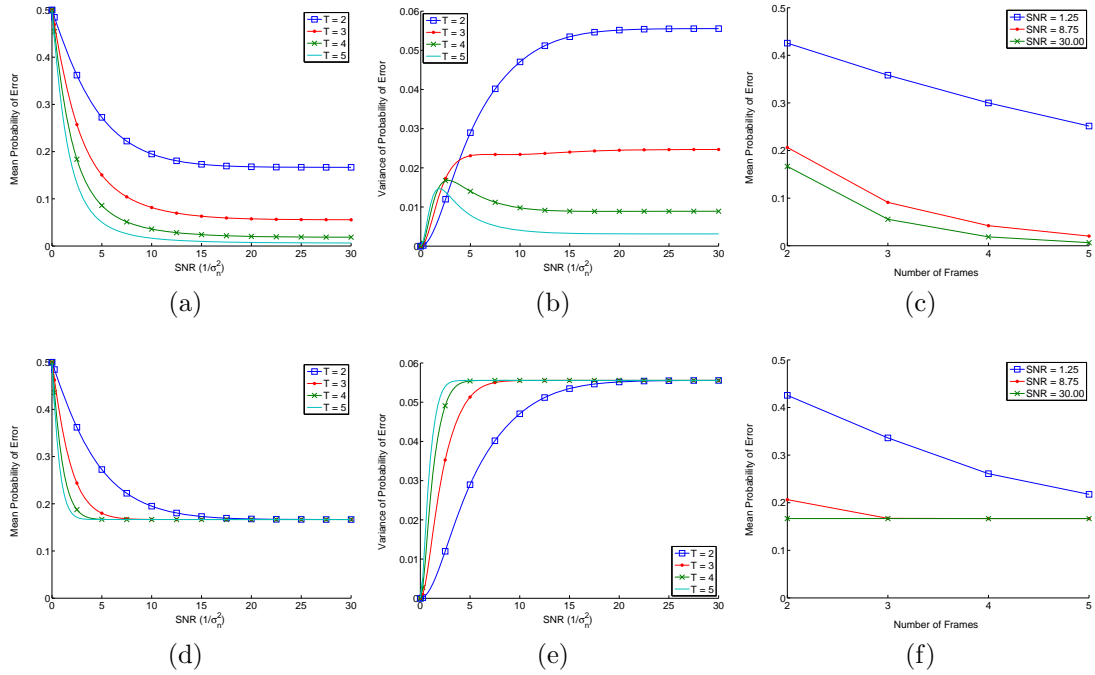 0.5
0.4
0.3
0.2
0.1
0
Mean Probability of Error
T = 2
T = 3
T = 4
T = 5
0 5 10 15 20 25 30
SNR (1/σₙ²)
(a)
0.06
0.05
0.04
0.03
0.02
0.01
0
Variance of Probability of Error
T = 2
T = 3
T = 4
T = 5
0 5 10 15 20 25 30
SNR (1/σₙ²)
(b)
0.5
0.4
0.3
0.2
0.1
0
Mean Probability of Error
SNR = 1.25
SNR = 8.75
SNR = 30.00
2 3 4 5
Number of Frames
(c)
0.5
0.4
0.3
0.2
0.1
0
Mean Probability of Error
T = 2
T = 3
T = 4
T = 5
0 5 10 15 20 25 30
SNR (1/σₙ²)
(d)
0.06
0.05
0.04
0.03
0.02
0.01
0
Variance of Probability of Error
T = 2
T = 3
T = 4
T = 5
0 5 10 15 20 25 30
SNR (1/σₙ²)
(e)
0.5
0.4
0.3
0.2
0.1
0
Mean Probability of Error
SNR = 1.25
SNR = 8.75
SNR = 30.00
2 3 4 5
Number of Frames
(f)